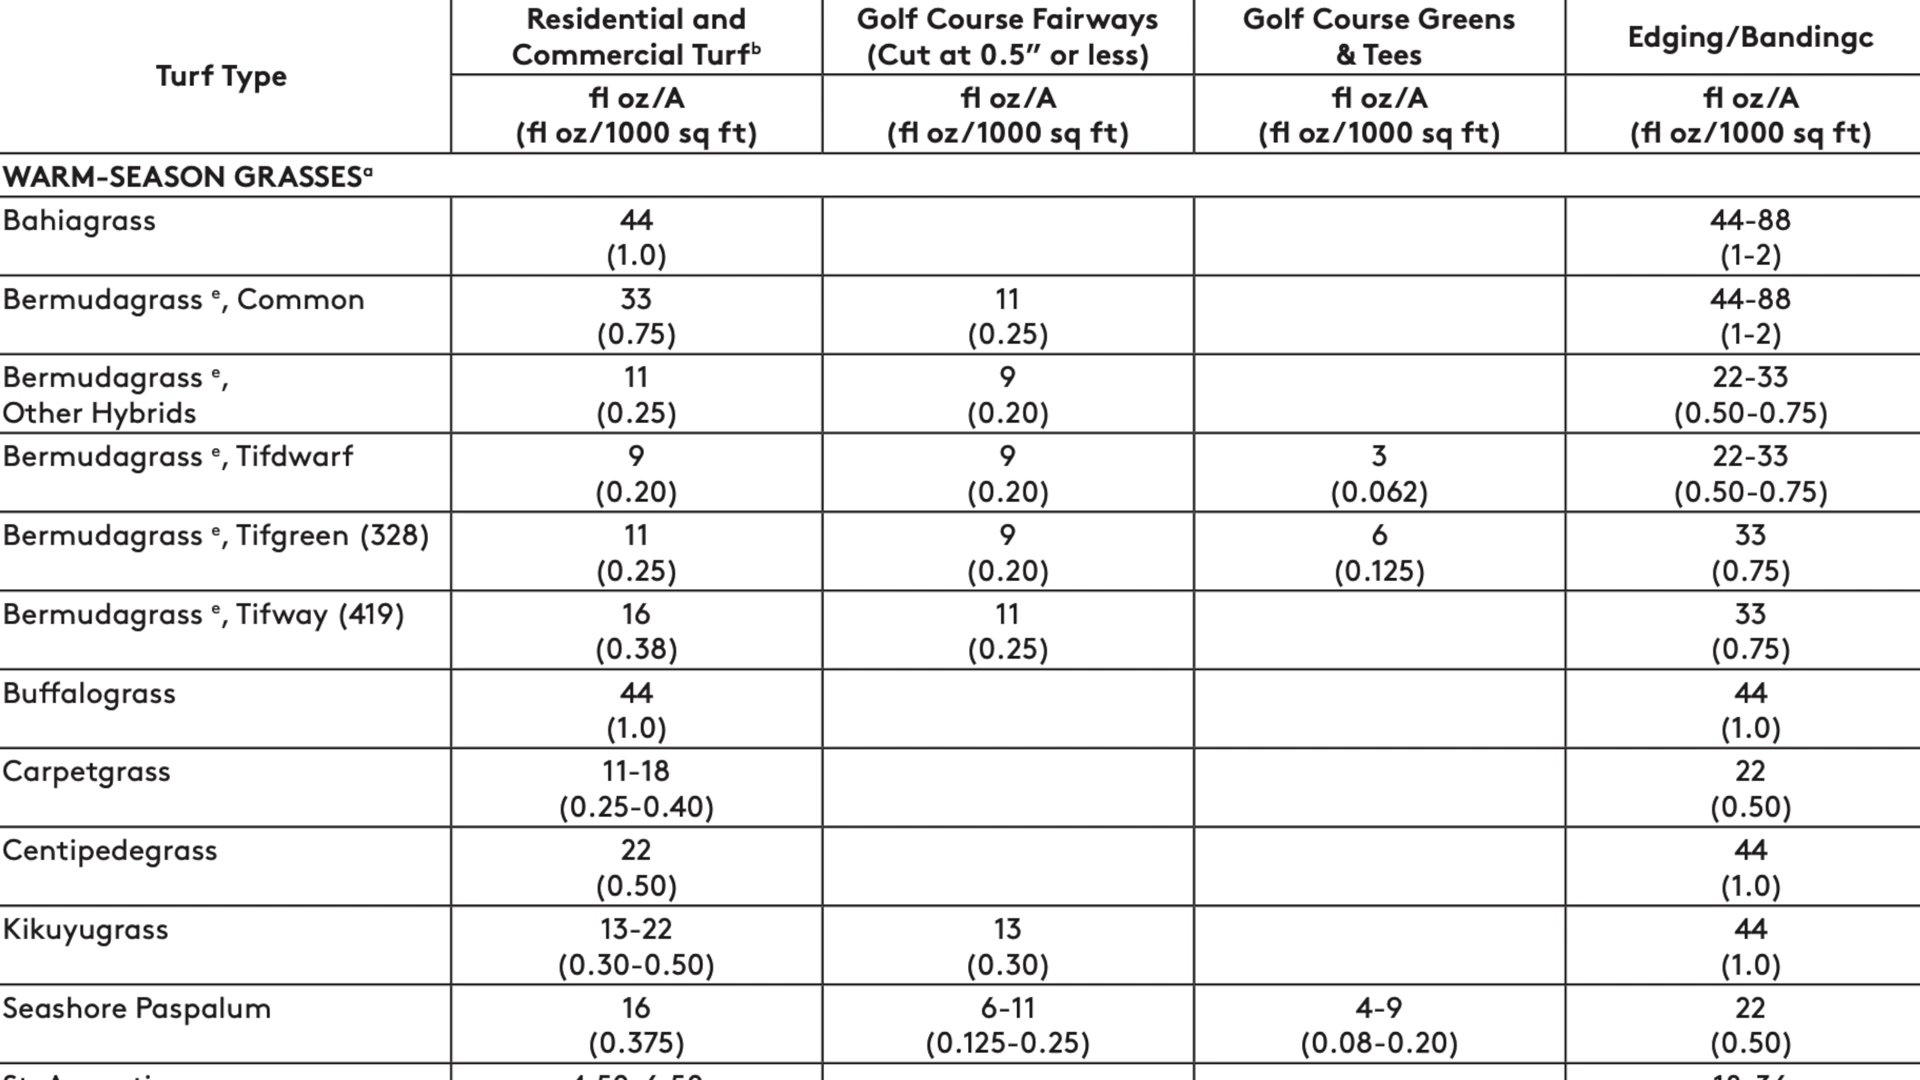 Turf Type
Residential and
Commercial Turfᵇ
Golf Course Fairways
(Cut at 0.5” or less)
Golf Course Greens
& Tees
Edging/Bandingc
fl oz/A
(fl oz/1000 sq ft)
fl oz/A
(fl oz/1000 sq ft)
fl oz/A
(fl oz/1000 sq ft)
fl oz/A
(fl oz/1000 sq ft)
WARM-SEASON GRASSESᵃ
Bahiagrass
44
(1.0)
44-88
(1-2)
Bermudagrass ᵉ, Common
33
(0.75)
11
(0.25)
44-88
(1-2)
Bermudagrass ᵉ,
Other Hybrids
11
(0.25)
9
(0.20)
22-33
(0.50-0.75)
Bermudagrass ᵉ, Tifdwarf
9
(0.20)
9
(0.20)
3
(0.062)
22-33
(0.50-0.75)
Bermudagrass ᵉ, Tifgreen (328)
11
(0.25)
9
(0.20)
6
(0.125)
33
(0.75)
Bermudagrass ᵉ, Tifway (419)
16
(0.38)
11
(0.25)
33
(0.75)
Buffalograss
44
(1.0)
44
(1.0)
Carpetgrass
11-18
(0.25-0.40)
22
(0.50)
Centipedegrass
22
(0.50)
44
(1.0)
Kikuyugrass
13-22
(0.30-0.50)
13
(0.30)
44
(1.0)
Seashore Paspalum
16
(0.375)
6-11
(0.125-0.25)
4-9
(0.08-0.20)
22
(0.50)